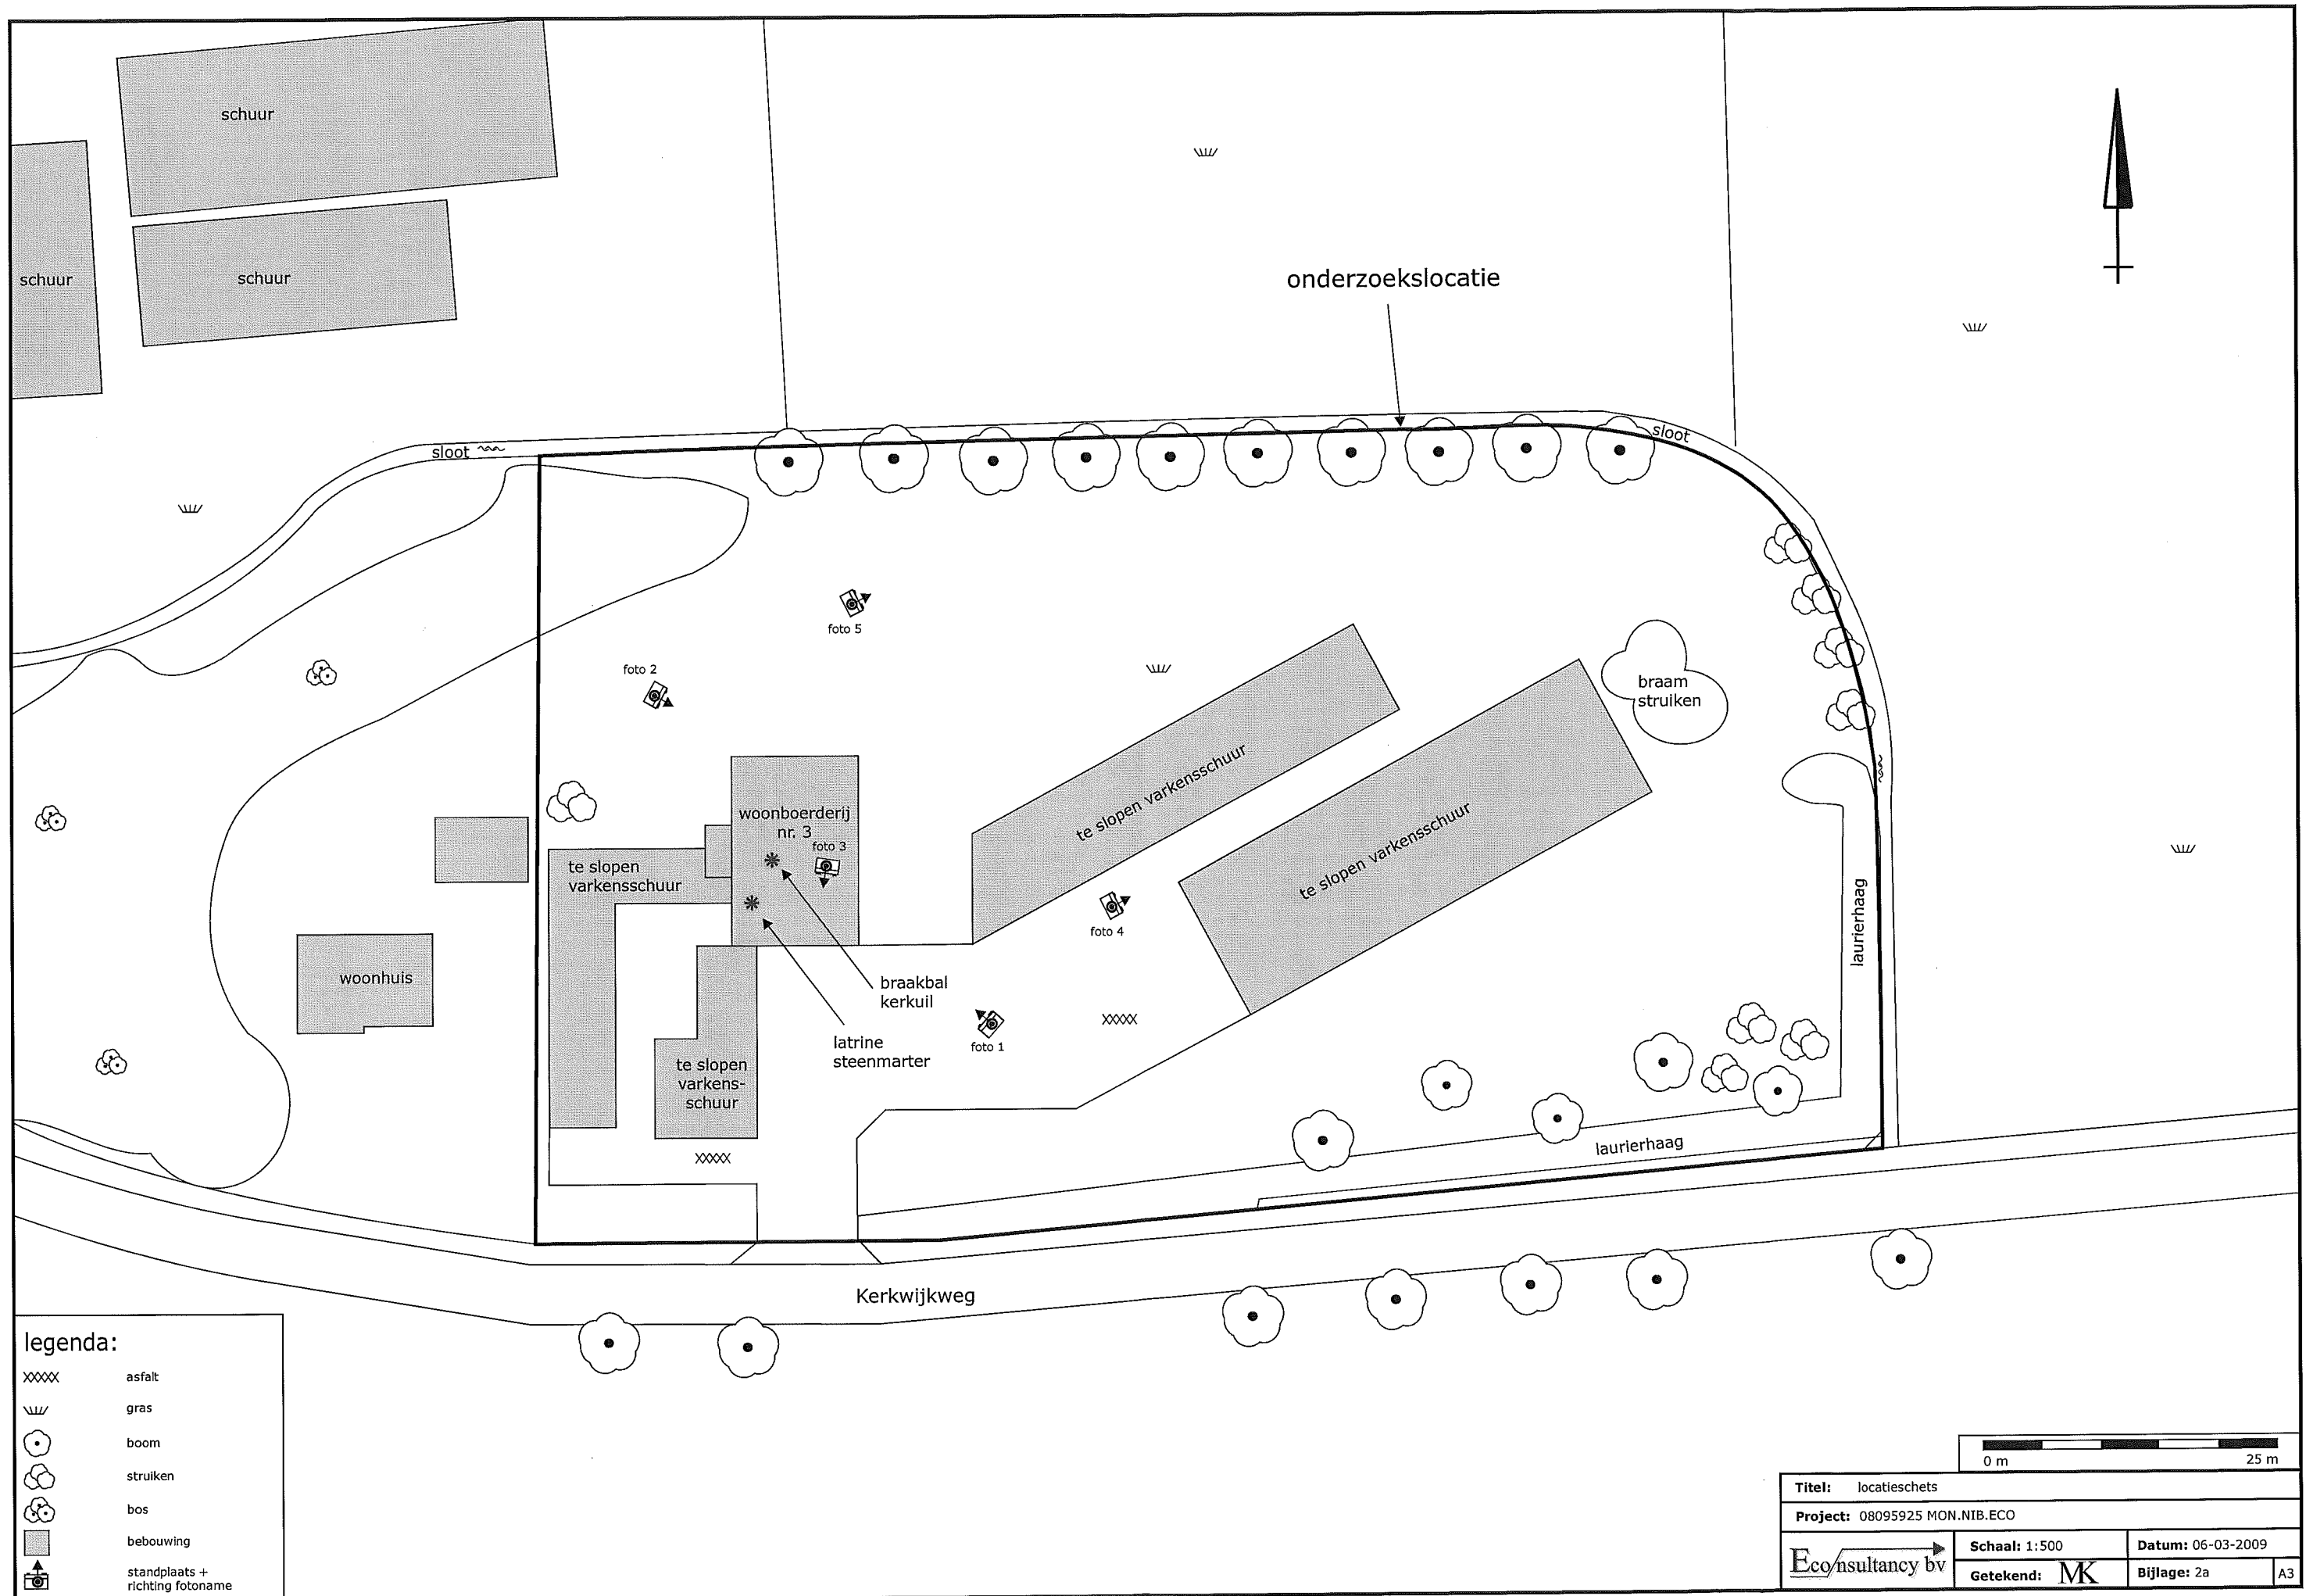 schuur
schuur
schuur
onderzoekslocatie
sloot
sloot
foto 5
foto 2
braam
struiken
te slopen varkensschuur
te slopen varkensschuur
woonboerderij
nr. 3
foto 3
te slopen
varkensschuur
foto 4
laurierhaag
woonhuis
braakbal
kerkuil
foto 1
latrine
steenmarter
te slopen
varkens-
schuur
laurierhaag
Kerkwijkweg
legenda:
asfalt
gras
boom
struiken
bos
bebouwing
standplaats +
richting fotoname
0 m 25 m
Titel: locatieschets
Project: 08095925 MON.NIB.ECO
Econsultancy bv
Schaal: 1:500
Datum: 06-03-2009
Getekend: MK
Bijlage: 2a
A3